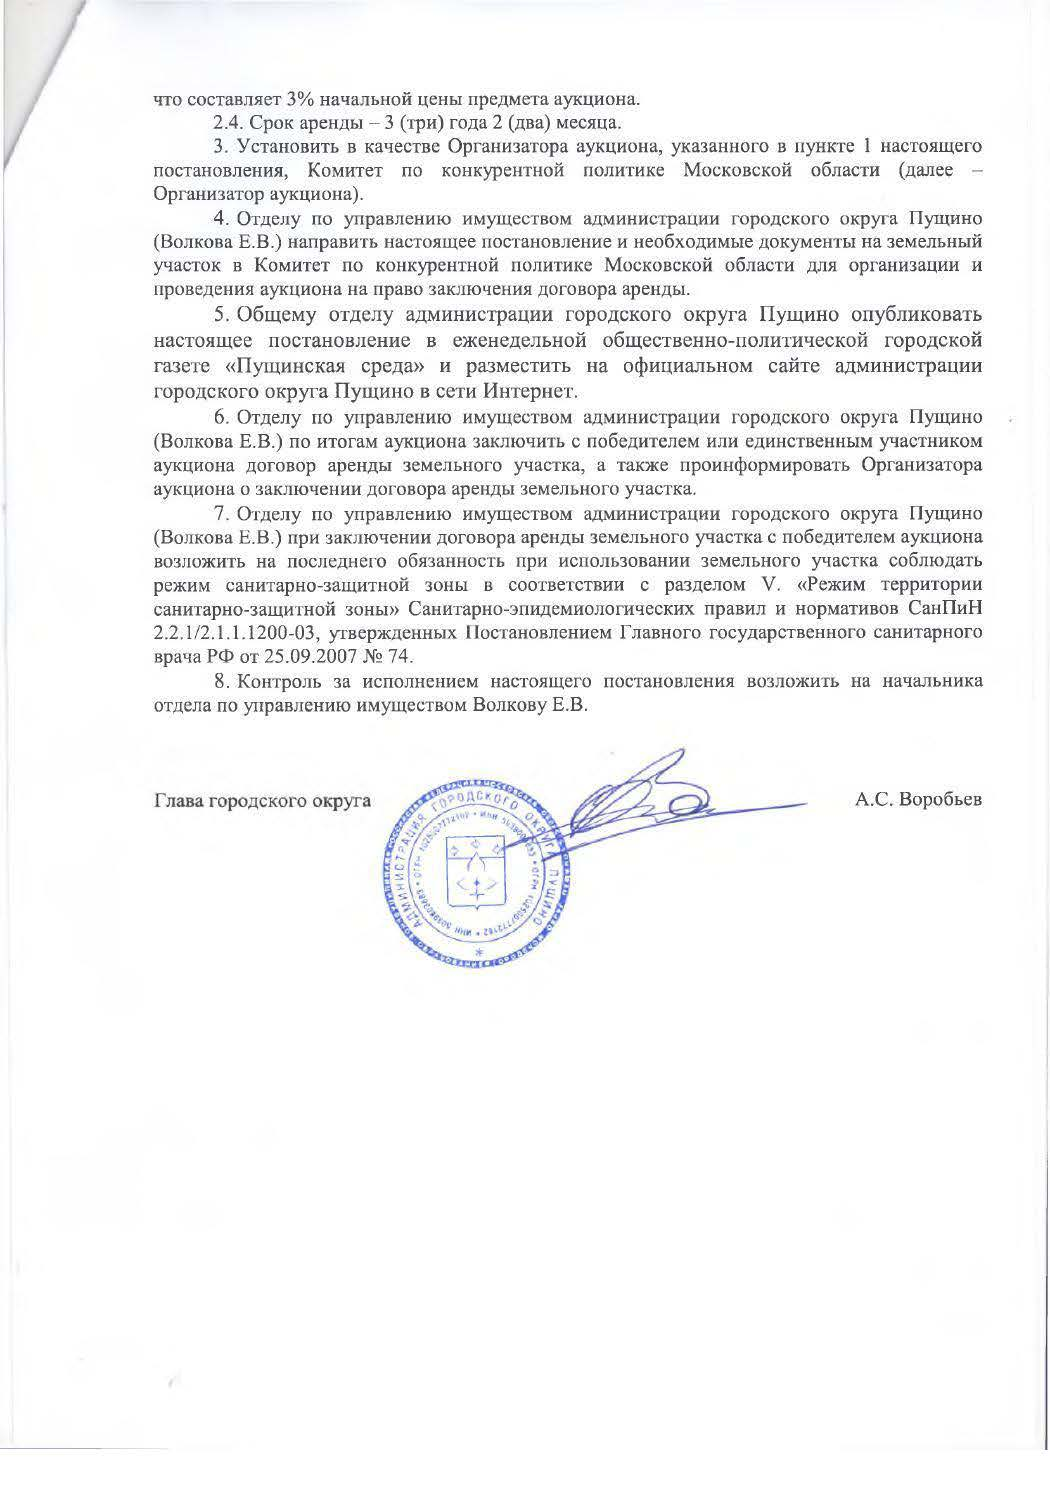 что составляет 3% начальной цены предмета аукциона.
2.4. Срок аренды – 3 (три) года 2 (два) месяца.
3. Установить в качестве Организатора аукциона, указанного в пункте 1 настоящего
постановления, Комитет по конкурентной политике Московской области (далее –
Организатор аукциона).
4. Отделу по управлению имуществом администрации городского округа Пущино
(Волкова Е.В.) направить настоящее постановление и необходимые документы на земельный
участок в Комитет по конкурентной политике Московской области для организации и
проведения аукциона на право заключения договора аренды.
5. Общему отделу администрации городского округа Пущино опубликовать
настоящее постановление в еженедельной общественно-политической городской
газете «Пущинская среда» и разместить на официальном сайте администрации
городского округа Пущино в сети Интернет.
6. Отделу по управлению имуществом администрации городского округа Пущино
(Волкова Е.В.) по итогам аукциона заключить с победителем или единственным участником
аукциона договор аренды земельного участка, а также проинформировать Организатора
аукциона о заключении договора аренды земельного участка.
7. Отделу по управлению имуществом администрации городского округа Пущино
(Волкова Е.В.) при заключении договора аренды земельного участка с победителем аукциона
возложить на последнего обязанность при использовании земельного участка соблюдать
режим санитарно-защитной зоны в соответствии с разделом V. «Режим территории
санитарно-защитной зоны» Санитарно-эпидемиологических правил и нормативов СанПиН
2.2.1/2.1.1.1200-03, утвержденных Постановлением Главного государственного санитарного
врача РФ от 25.09.2007 № 74.
8. Контроль за исполнением настоящего постановления возложить на начальника
отдела по управлению имуществом Волкову Е.В.
Глава городского округа
А.С. Воробьев
АДМИНИСТРАЦИЯ ГОРОДСКОГО ОКРУГА ПУЩИНО